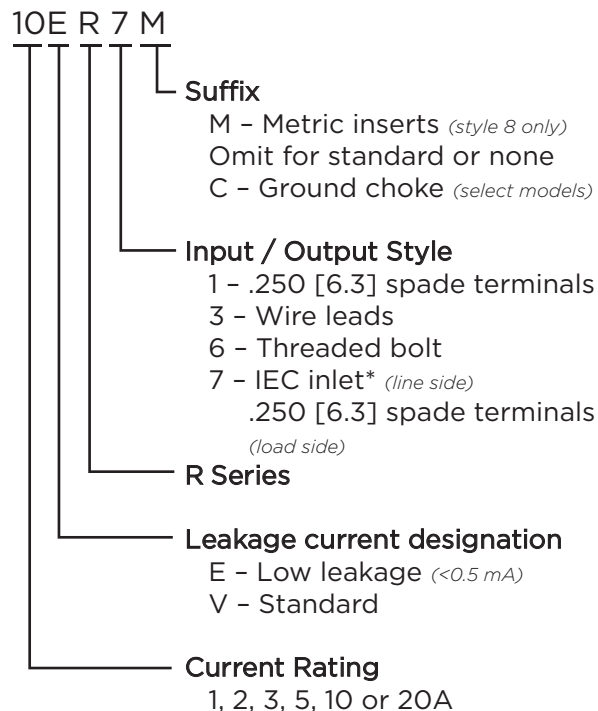 10E R 7 M
Suffix
M – Metric inserts (style 8 only)
Omit for standard or none
C – Ground choke (select models)
Input / Output Style
1 – .250 [6.3] spade terminals
3 – Wire leads
6 – Threaded bolt
7 – IEC inlet* (line side)
.250 [6.3] spade terminals
(load side)
R Series
Leakage current designation
E – Low leakage (<0.5 mA)
V – Standard
Current Rating
1, 2, 3, 5, 10 or 20A